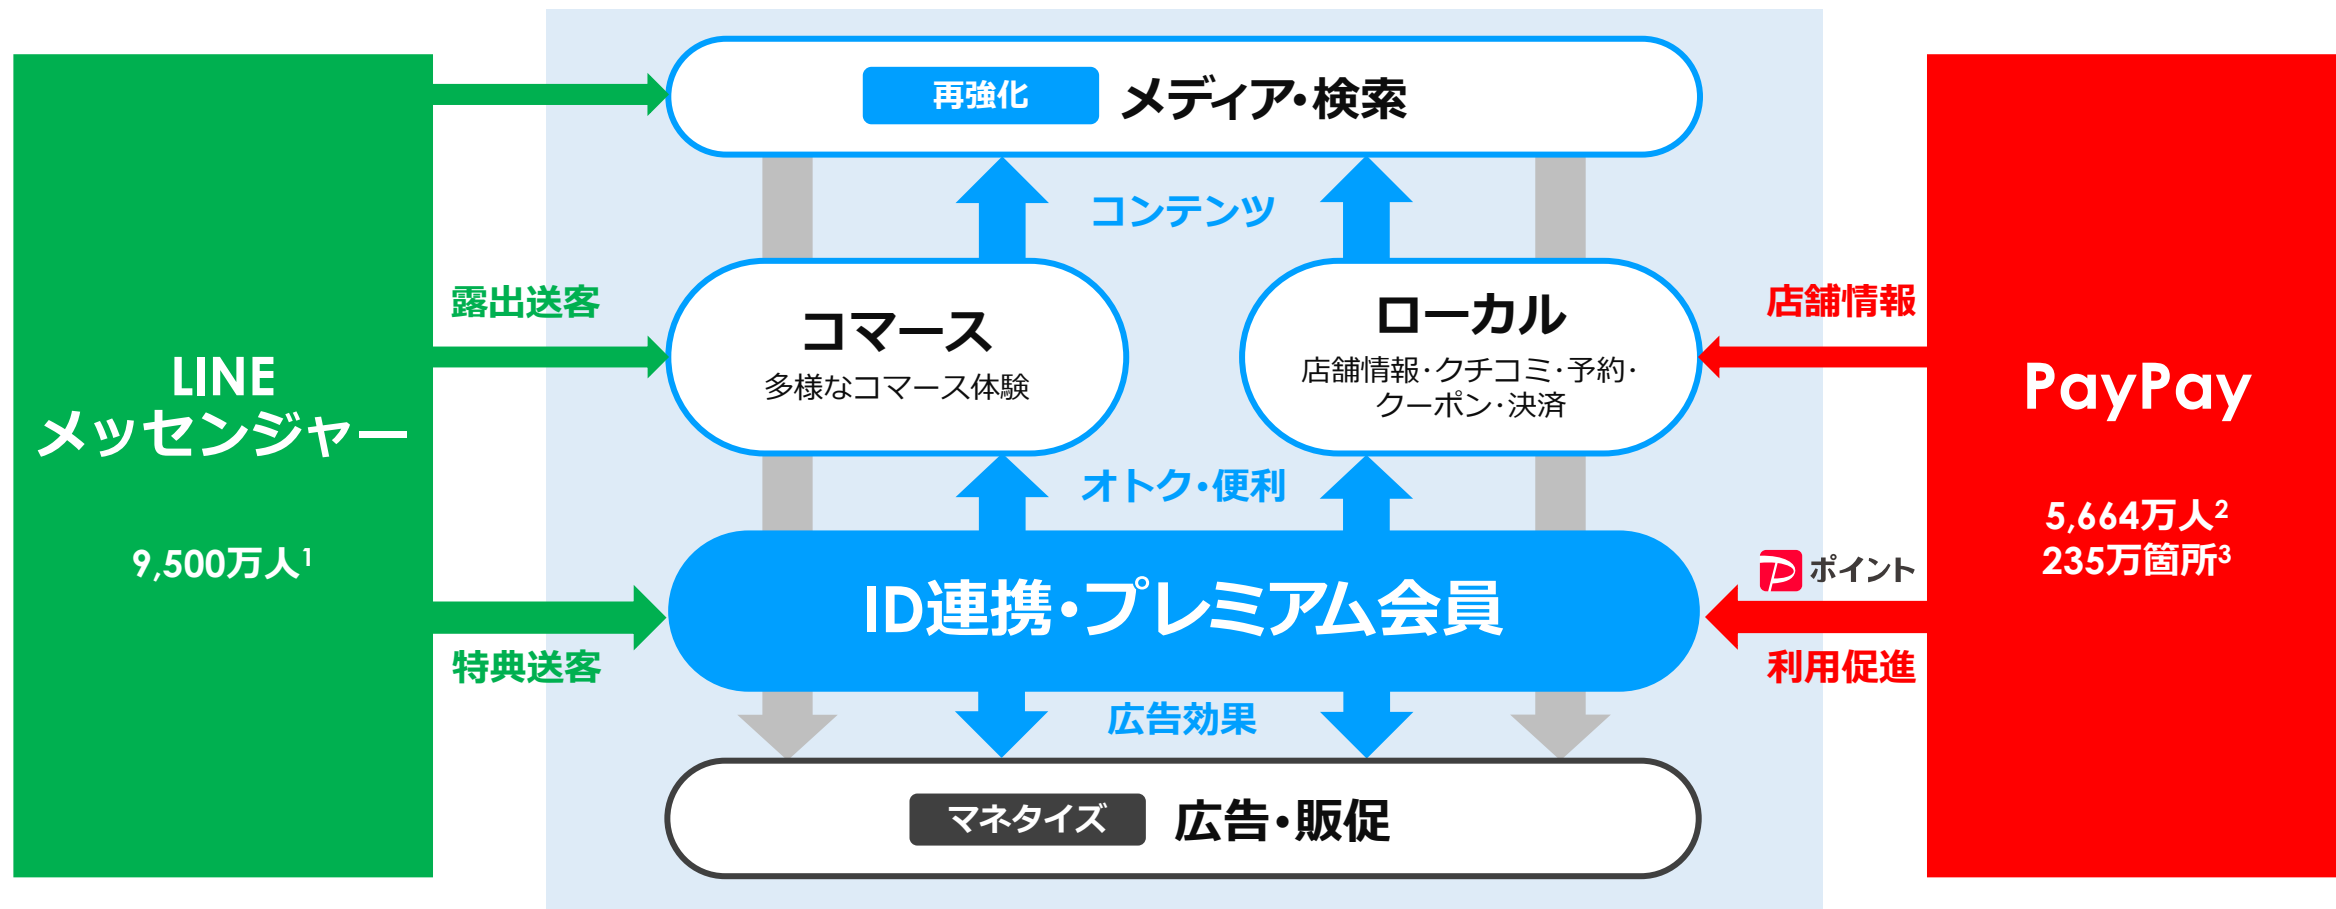 再強化
メディア・検索
コンテンツ
露出送客
コマース
多様なコマース体験
ローカル
店舗情報・クチコミ・予約・
クーポン・決済
店舗情報
LINE
メッセンジャー
9,500万人1
PayPay
5,664万人2
235万箇所3
オトク・便利
ID連携・プレミアム会員
ポイント
特典送客
利用促進
広告効果
マネタイズ
広告・販促